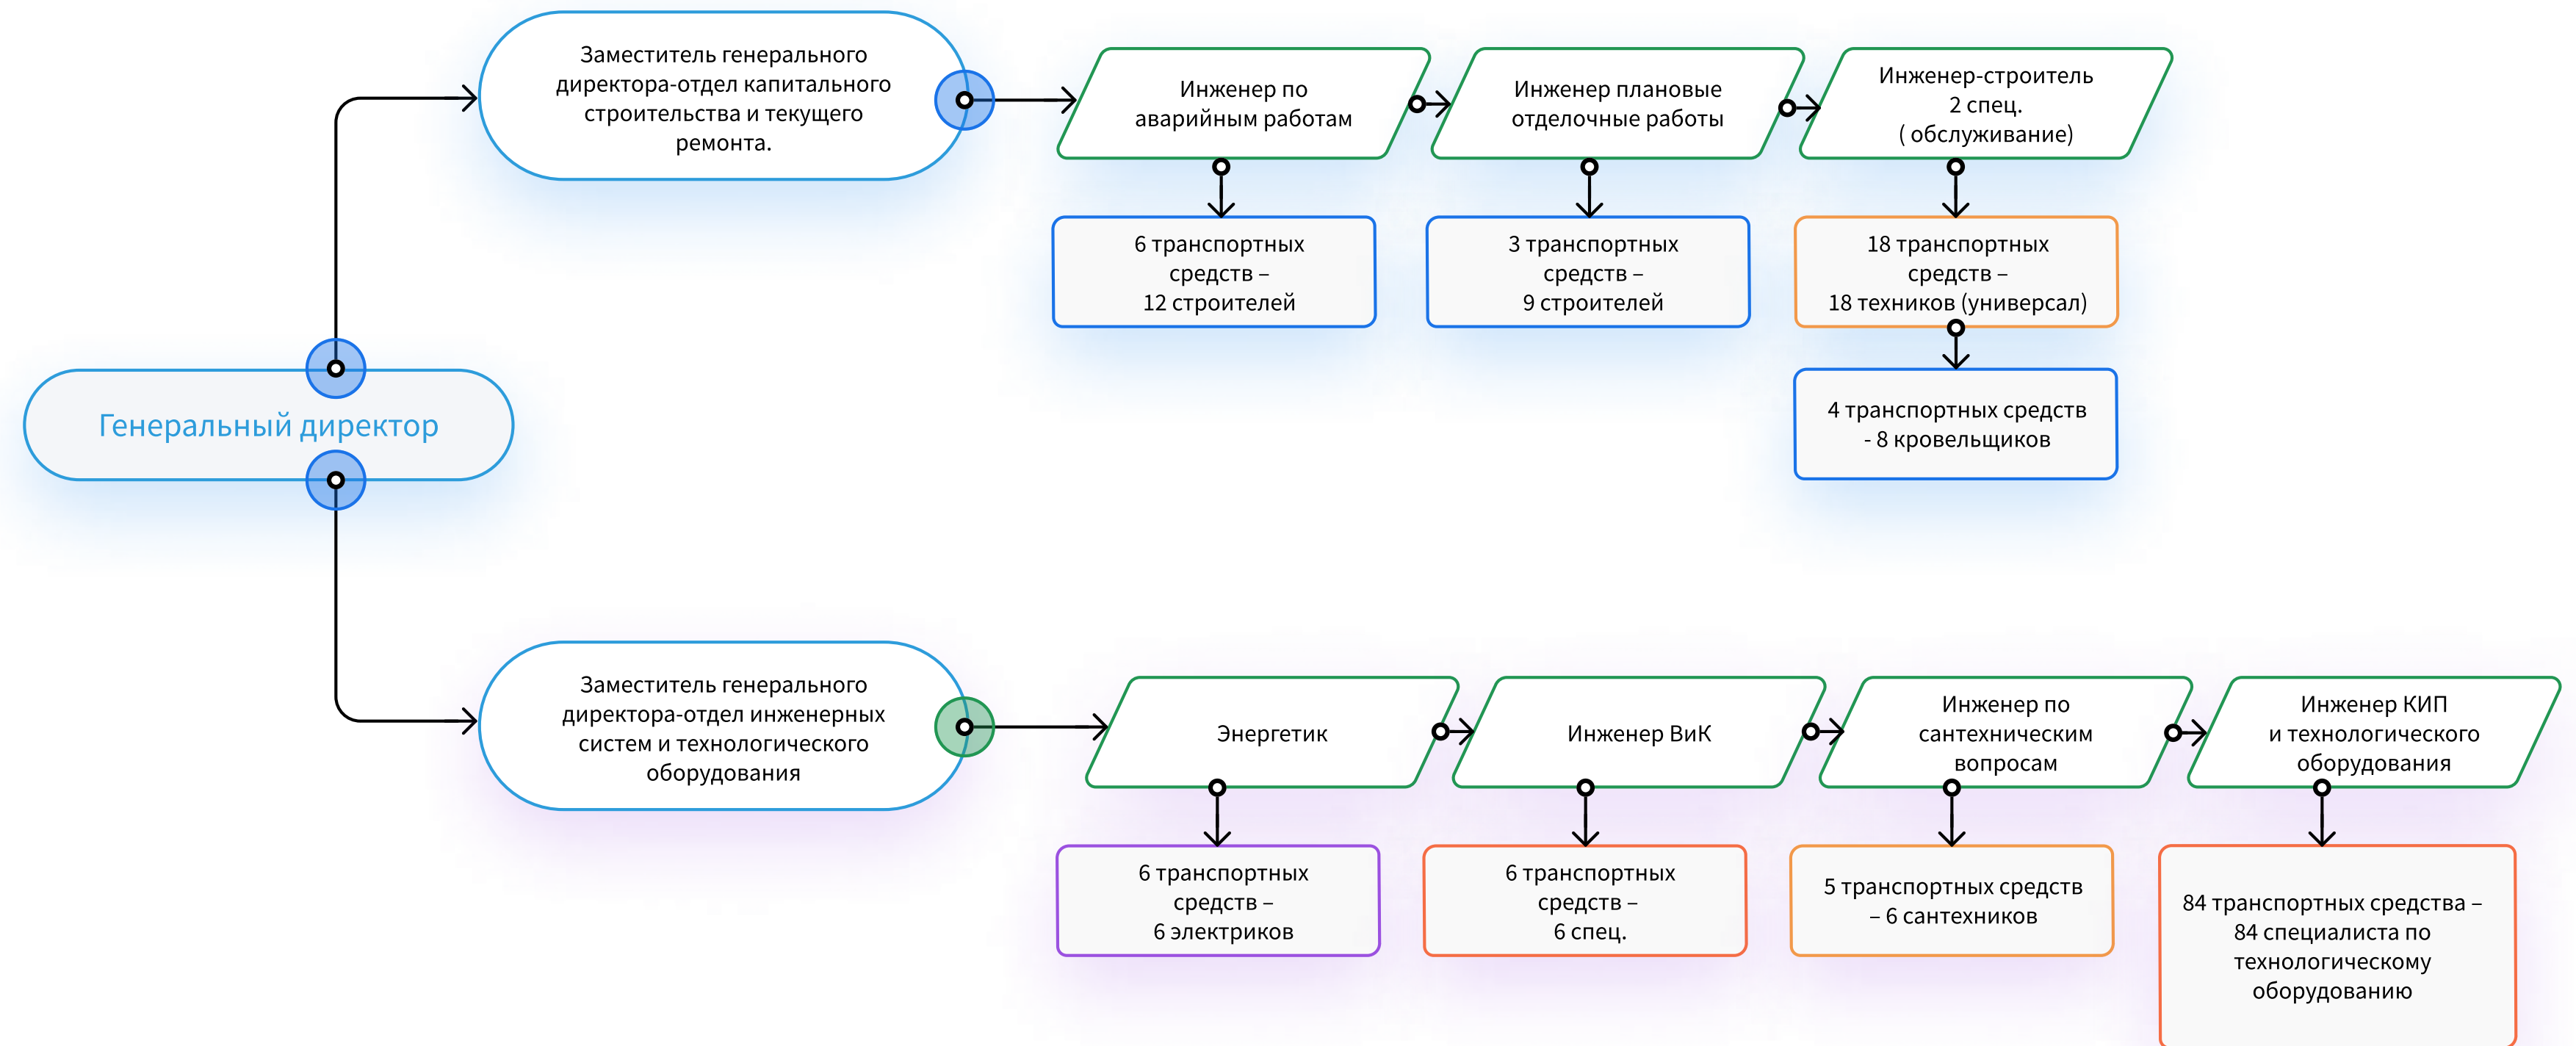 Заместитель генерального
директора-отдел капитального
строительства и текущего
ремонта.
Инженер по
аварийным работам
Инженер плановые
отделочные работы
Инженер-строитель
2 спец.
( обслуживание)
6 транспортных
средств –
12 строителей
3 транспортных
средств –
9 строителей
18 транспортных
средств –
18 техников (универсал)
4 транспортных средств
- 8 кровельщиков
Генеральный директор
Заместитель генерального
директора-отдел инженерных
систем и технологического
оборудования
Энергетик
Инженер ВиК
Инженер по
сантехническим
вопросам
Инженер КИП
и технологического
оборудования
6 транспортных
средств –
6 электриков
6 транспортных
средств –
6 спец.
5 транспортных средств
– 6 сантехников
84 транспортных средства –
84 специалиста по
технологическому
оборудованию